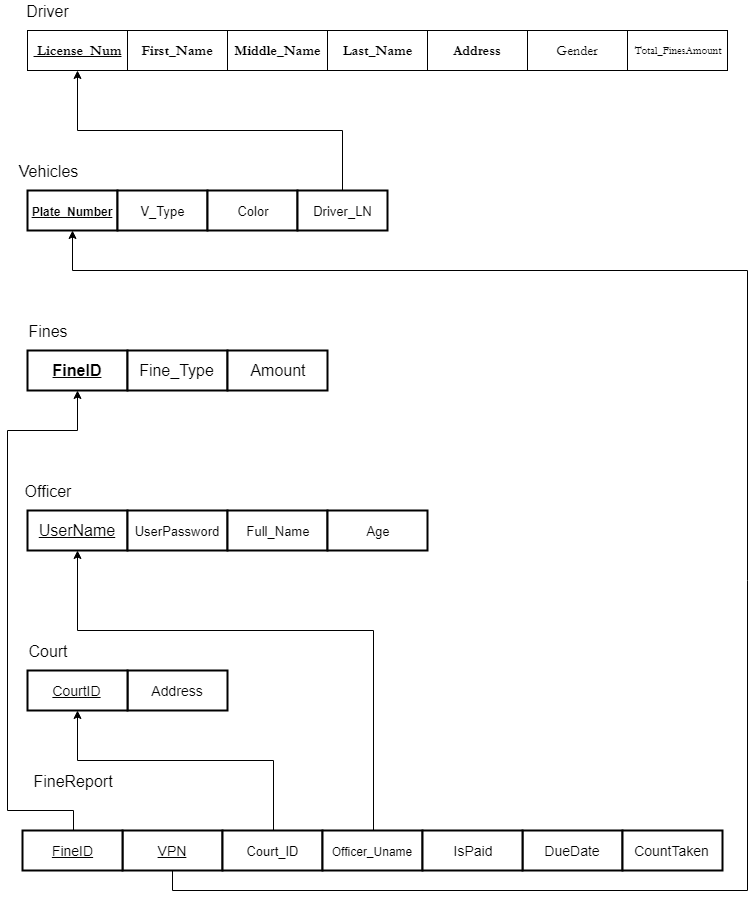 Driver
License_Num First_Name Middle_Name Last_Name Address Gender Total_FinesAmount
Vehicles
Plate_Number V_Type Color Driver_LN
Fines
FineID Fine_Type Amount
Officer
UserName UserPassword Full_Name Age
Court
CourtID Address
FineReport
FineID VPN Court_ID Officer_Uname IsPaid DueDate CountTaken